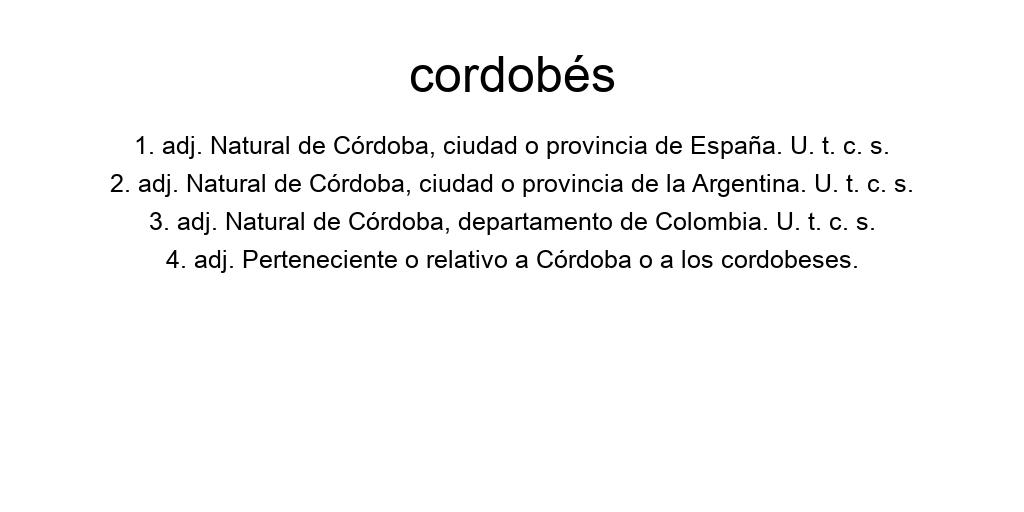 cordobés
1. adj. Natural de Córdoba, ciudad o provincia de España. U. t. c. s.
2. adj. Natural de Córdoba, ciudad o provincia de la Argentina. U. t. c. s.
3. adj. Natural de Córdoba, departamento de Colombia. U. t. c. s.
4. adj. Perteneciente o relativo a Córdoba o a los cordobeses.